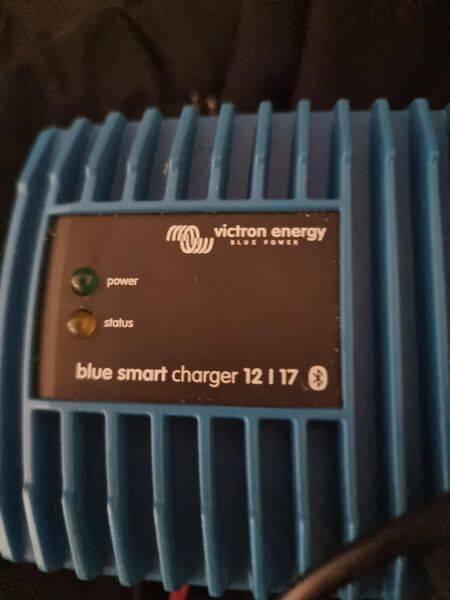 victron energy
BLUE POWER
power
status
blue smart charger 12 | 17